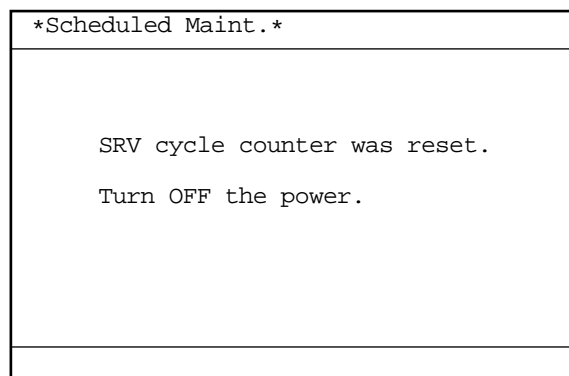 *Scheduled Maint.*
SRV cycle counter was reset.
Turn OFF the power.